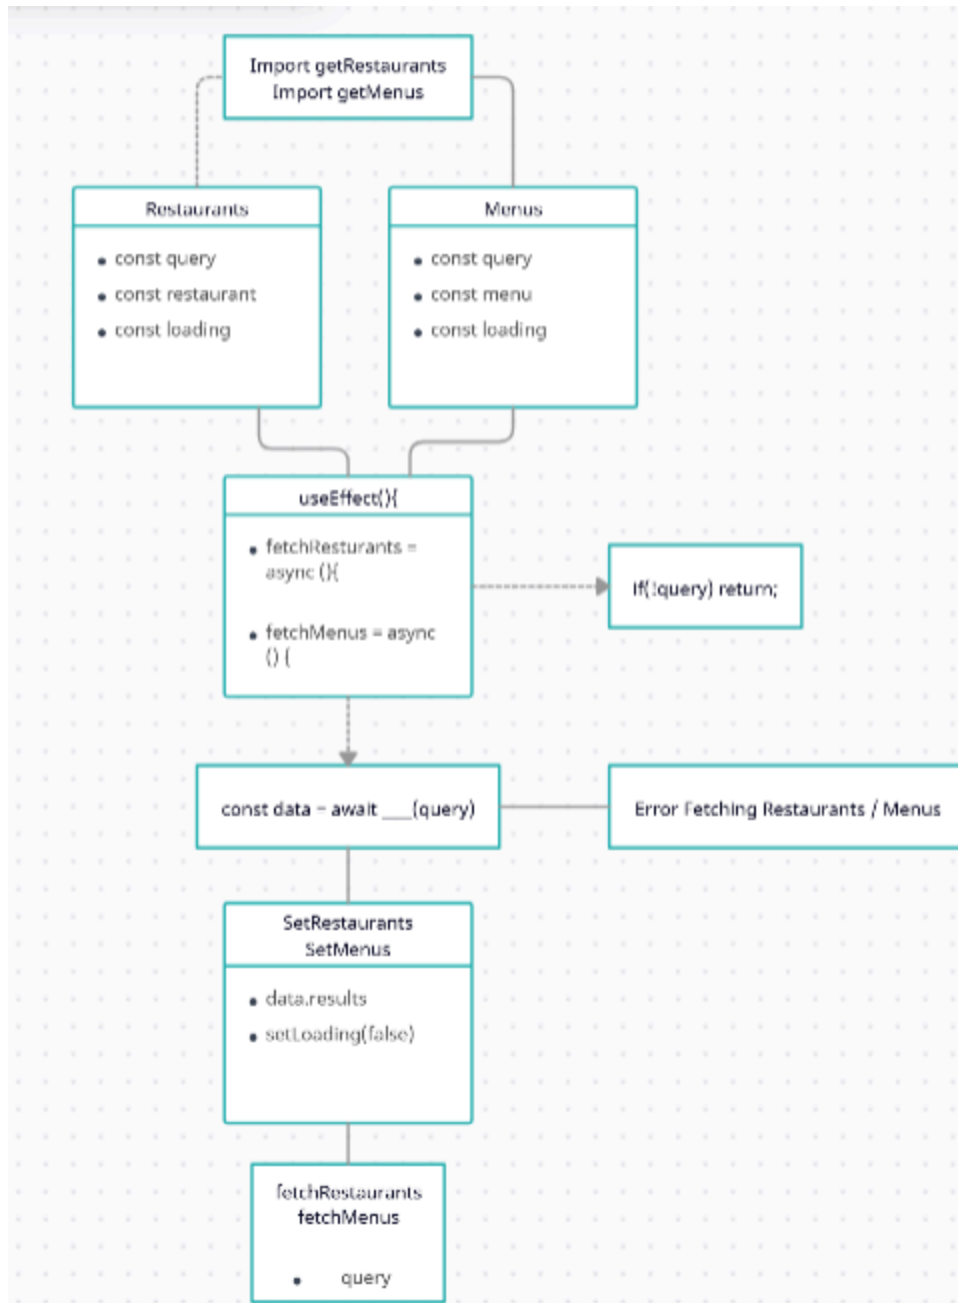 Import getRestaurants
Import getMenus
Restaurants
• const query
• const restaurant
• const loading
Menus
• const query
• const menu
• const loading
useEffect(){
• fetchResturants =
async (){
• fetchMenus = async
() {
If(!query) return;
const data = await ___(query)
Error Fetching Restaurants / Menus
SetRestaurants
SetMenus
• data.results
• setLoading(false)
fetchRestaurants
fetchMenus
• query